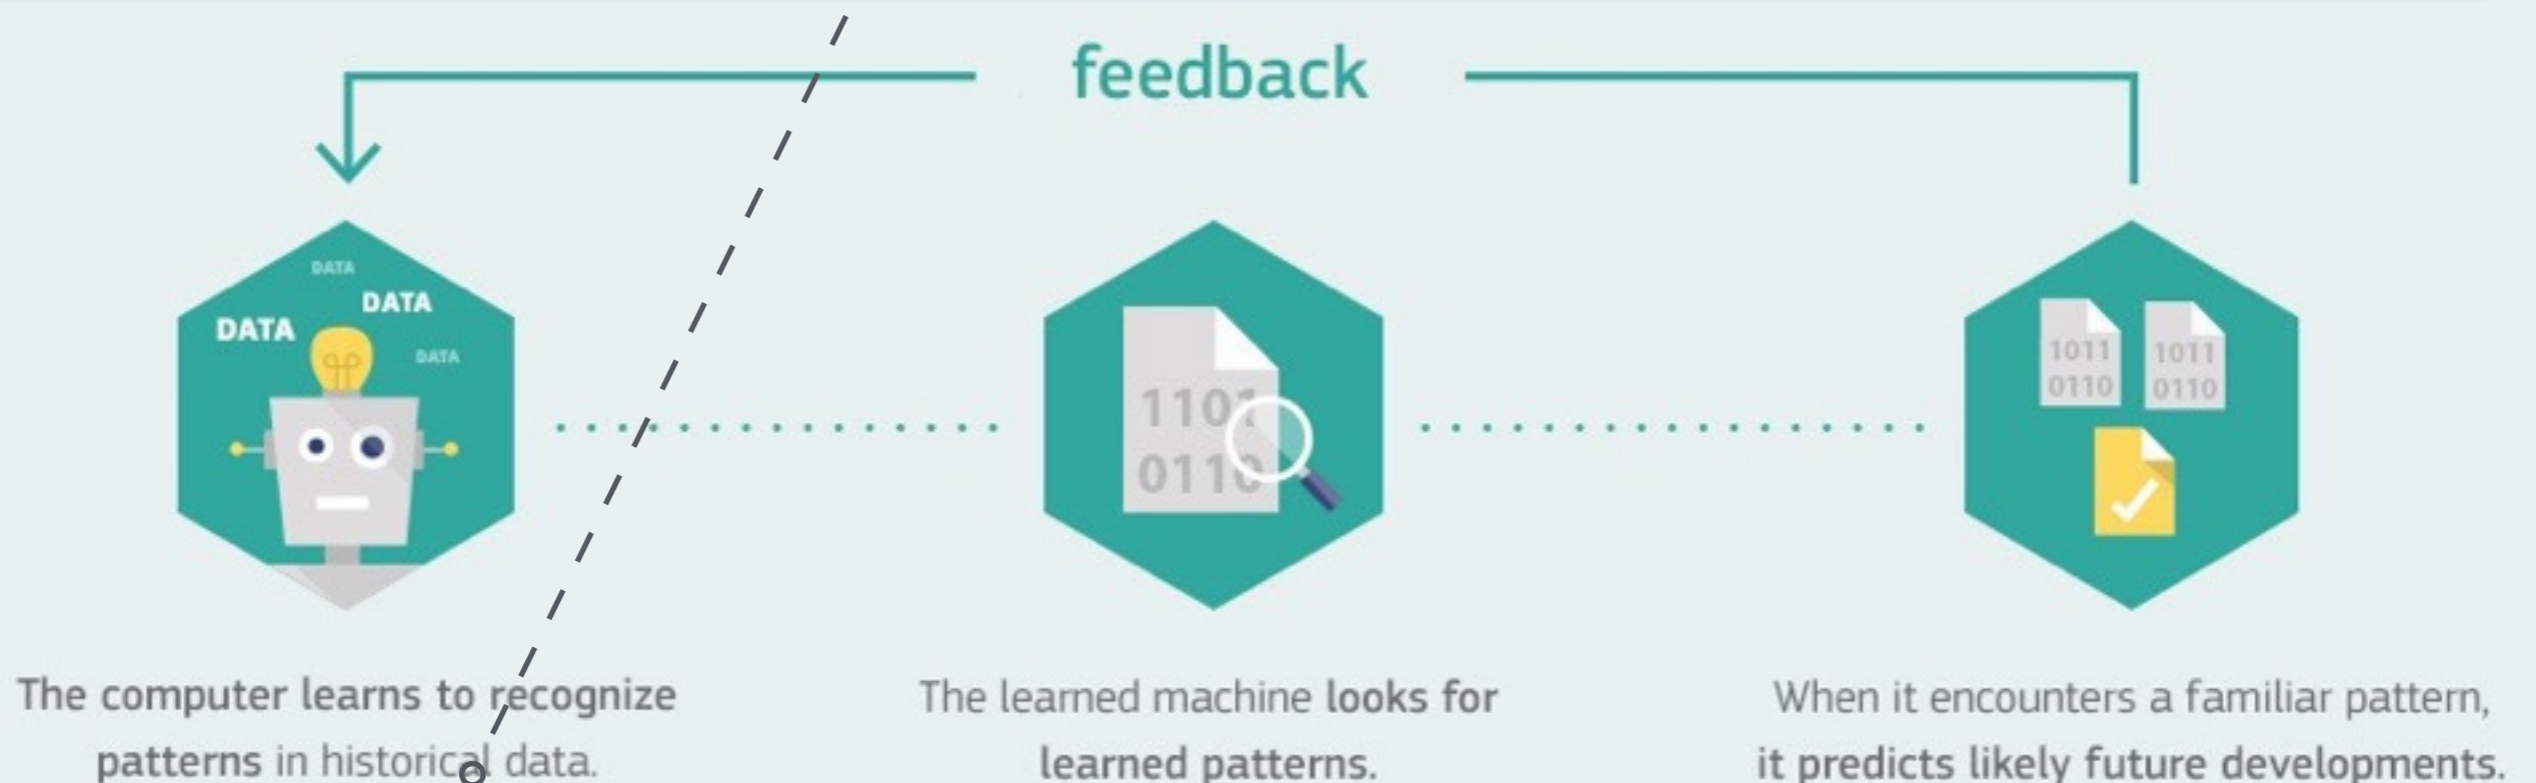 feedback
DATA
DATA
DATA
DATA
1101
0110
1011
0110
1011
0110
The computer learns to recognize
patterns in historical data.
The learned machine looks for
learned patterns.
When it encounters a familiar pattern,
it predicts likely future developments.